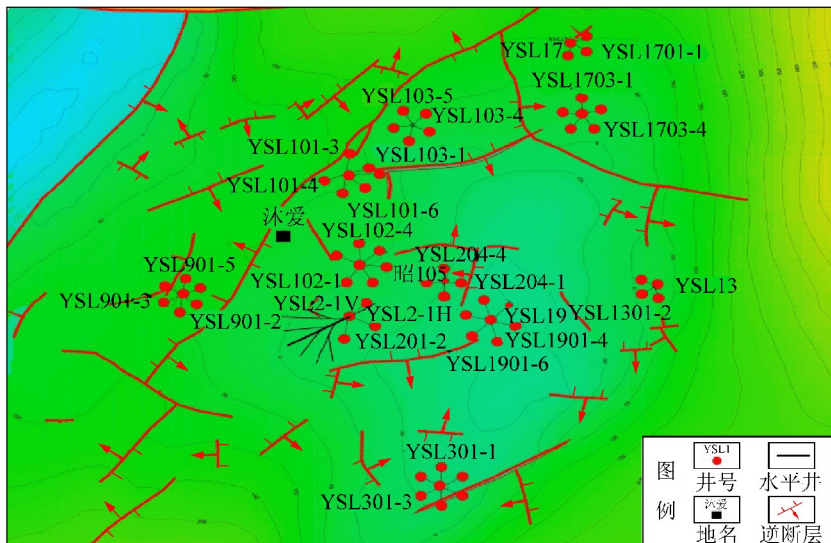 YSL17
YSL1701-1
YSL1703-1
YSL103-5
YSL103-4
YSL1703-4
YSL101-3
YSL103-1
YSL101-4
YSL101-6
沐爱
YSL102-4
YSL204-4
YSL901-5
昭105
YSL102-1
YSL204-1
YSL13
YSL901-3
YSL2-1V
YSL2-1H
YSL19
YSL1301-2
YSL901-2
YSL201-2
YSL1901-4
YSL1901-6
YSL301-1
YSL301-3
图例
YSL1
井号
水平井
沐爱
地名
逆断层